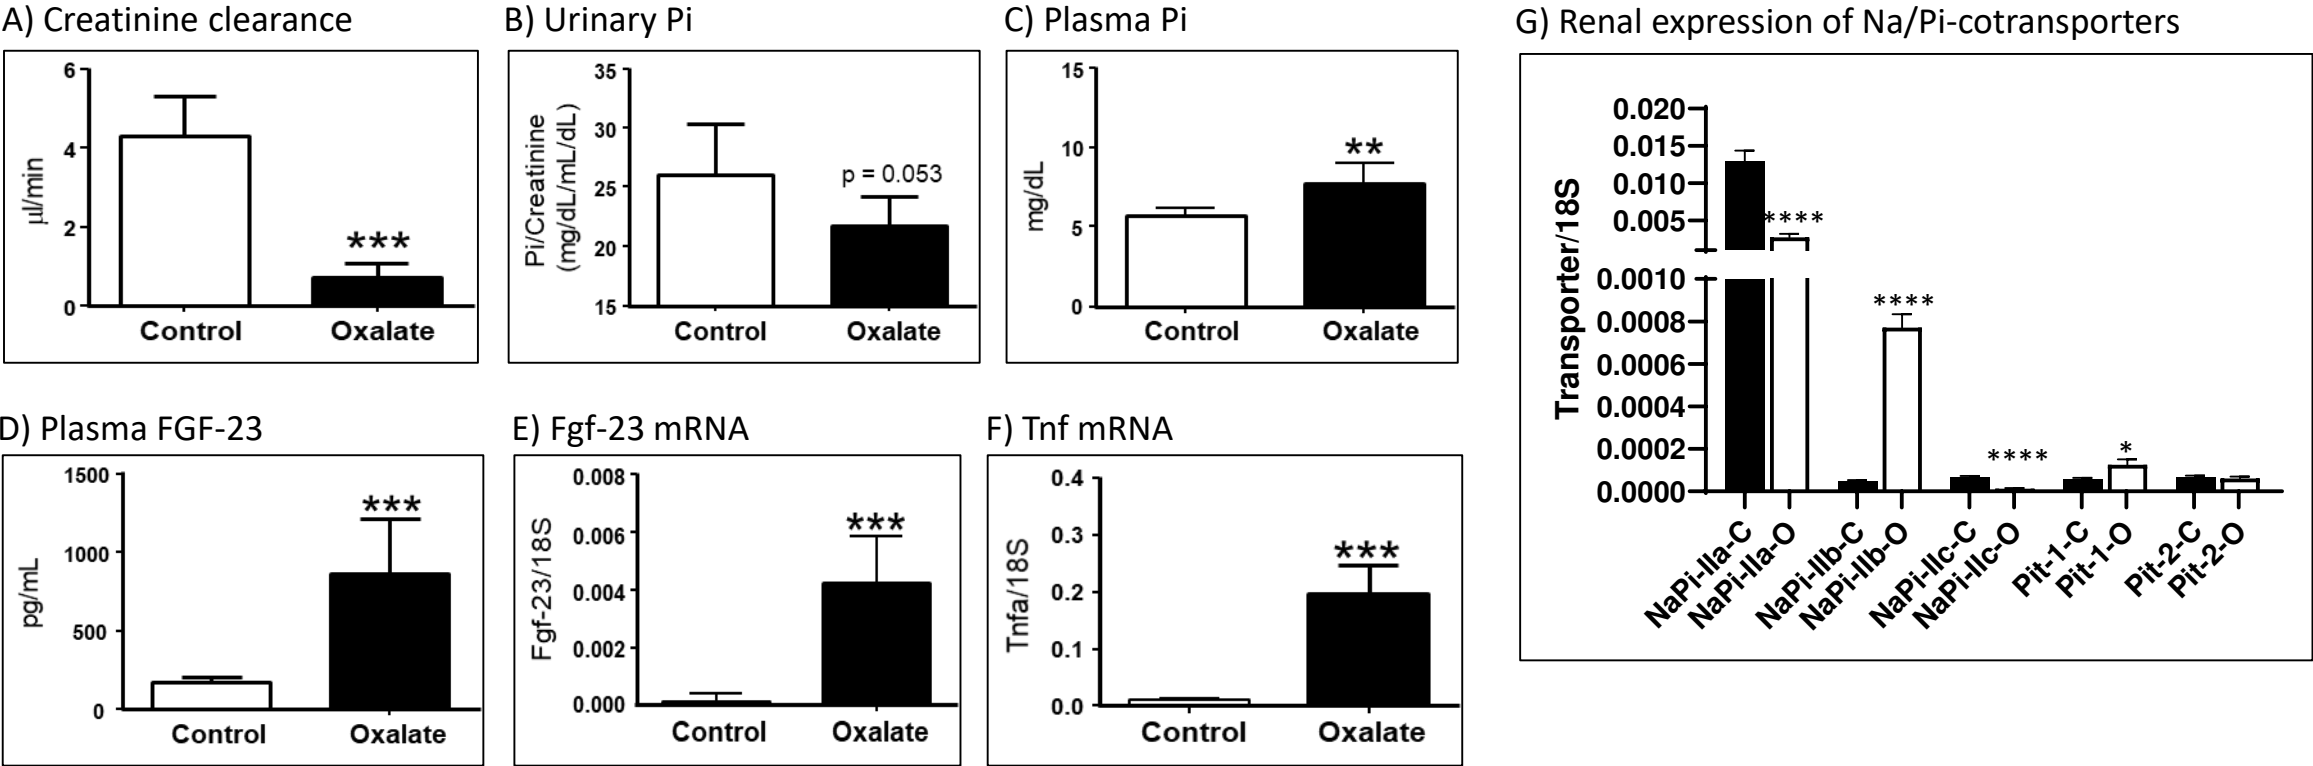 A) Creatinine clearance
6
4
2
0
μl/min
***
Control
Oxalate
B) Urinary Pi
35
30
25
20
15
Pi/Creatinine
(mg/dL/mL/dL)
p = 0.053
Control
Oxalate
C) Plasma Pi
15
10
5
0
mg/dL
**
Control
Oxalate
D) Plasma FGF-23
1500
1000
500
0
pg/mL
***
Control
Oxalate
E) Fgf-23 mRNA
0.008
0.006
0.004
0.002
0.000
Fgf-23/18S
***
Control
Oxalate
F) Tnf mRNA
0.4
0.3
0.2
0.1
0.0
Tnfa/18S
***
Control
Oxalate
G) Renal expression of Na/Pi-cotransporters
0.020
0.015
0.010
0.005
0.0010
0.0008
0.0006
0.0004
0.0002
0.0000
Transporter/18S
****
****
****
*
NaPi-IIa-C
NaPi-IIa-O
NaPi-IIb-C
NaPi-IIb-O
NaPi-IIc-C
NaPi-IIc-O
Pit-1-C
Pit-1-O
Pit-2-C
Pit-2-O